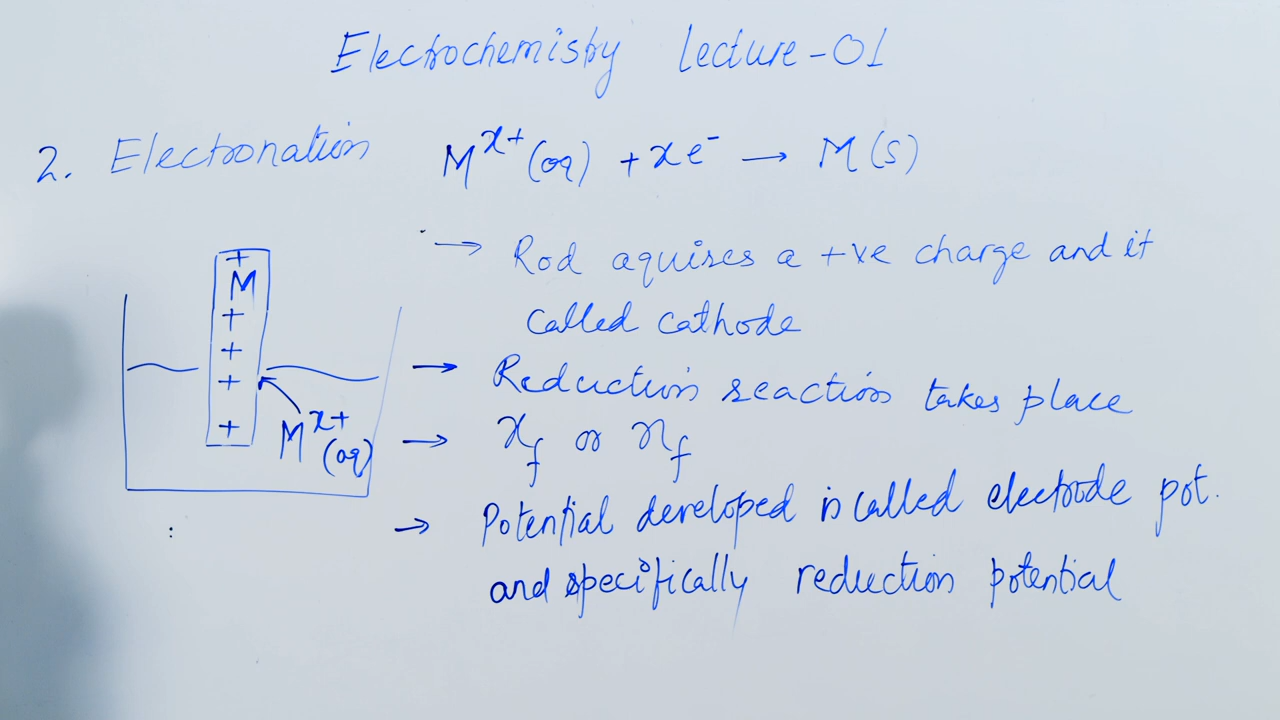 Electrochemistry Lecture-01
2. Electronation M^x+ (aq) + xe^- → M(s)
→ Rod aquires a +ve charge and it
called cathode
→ Reduction reaction takes place
→ x_f or n_f
→ Potential developed is called electrode pot.
and specifically reduction potential
+
M
+
+
+
+
M^x+
(aq)